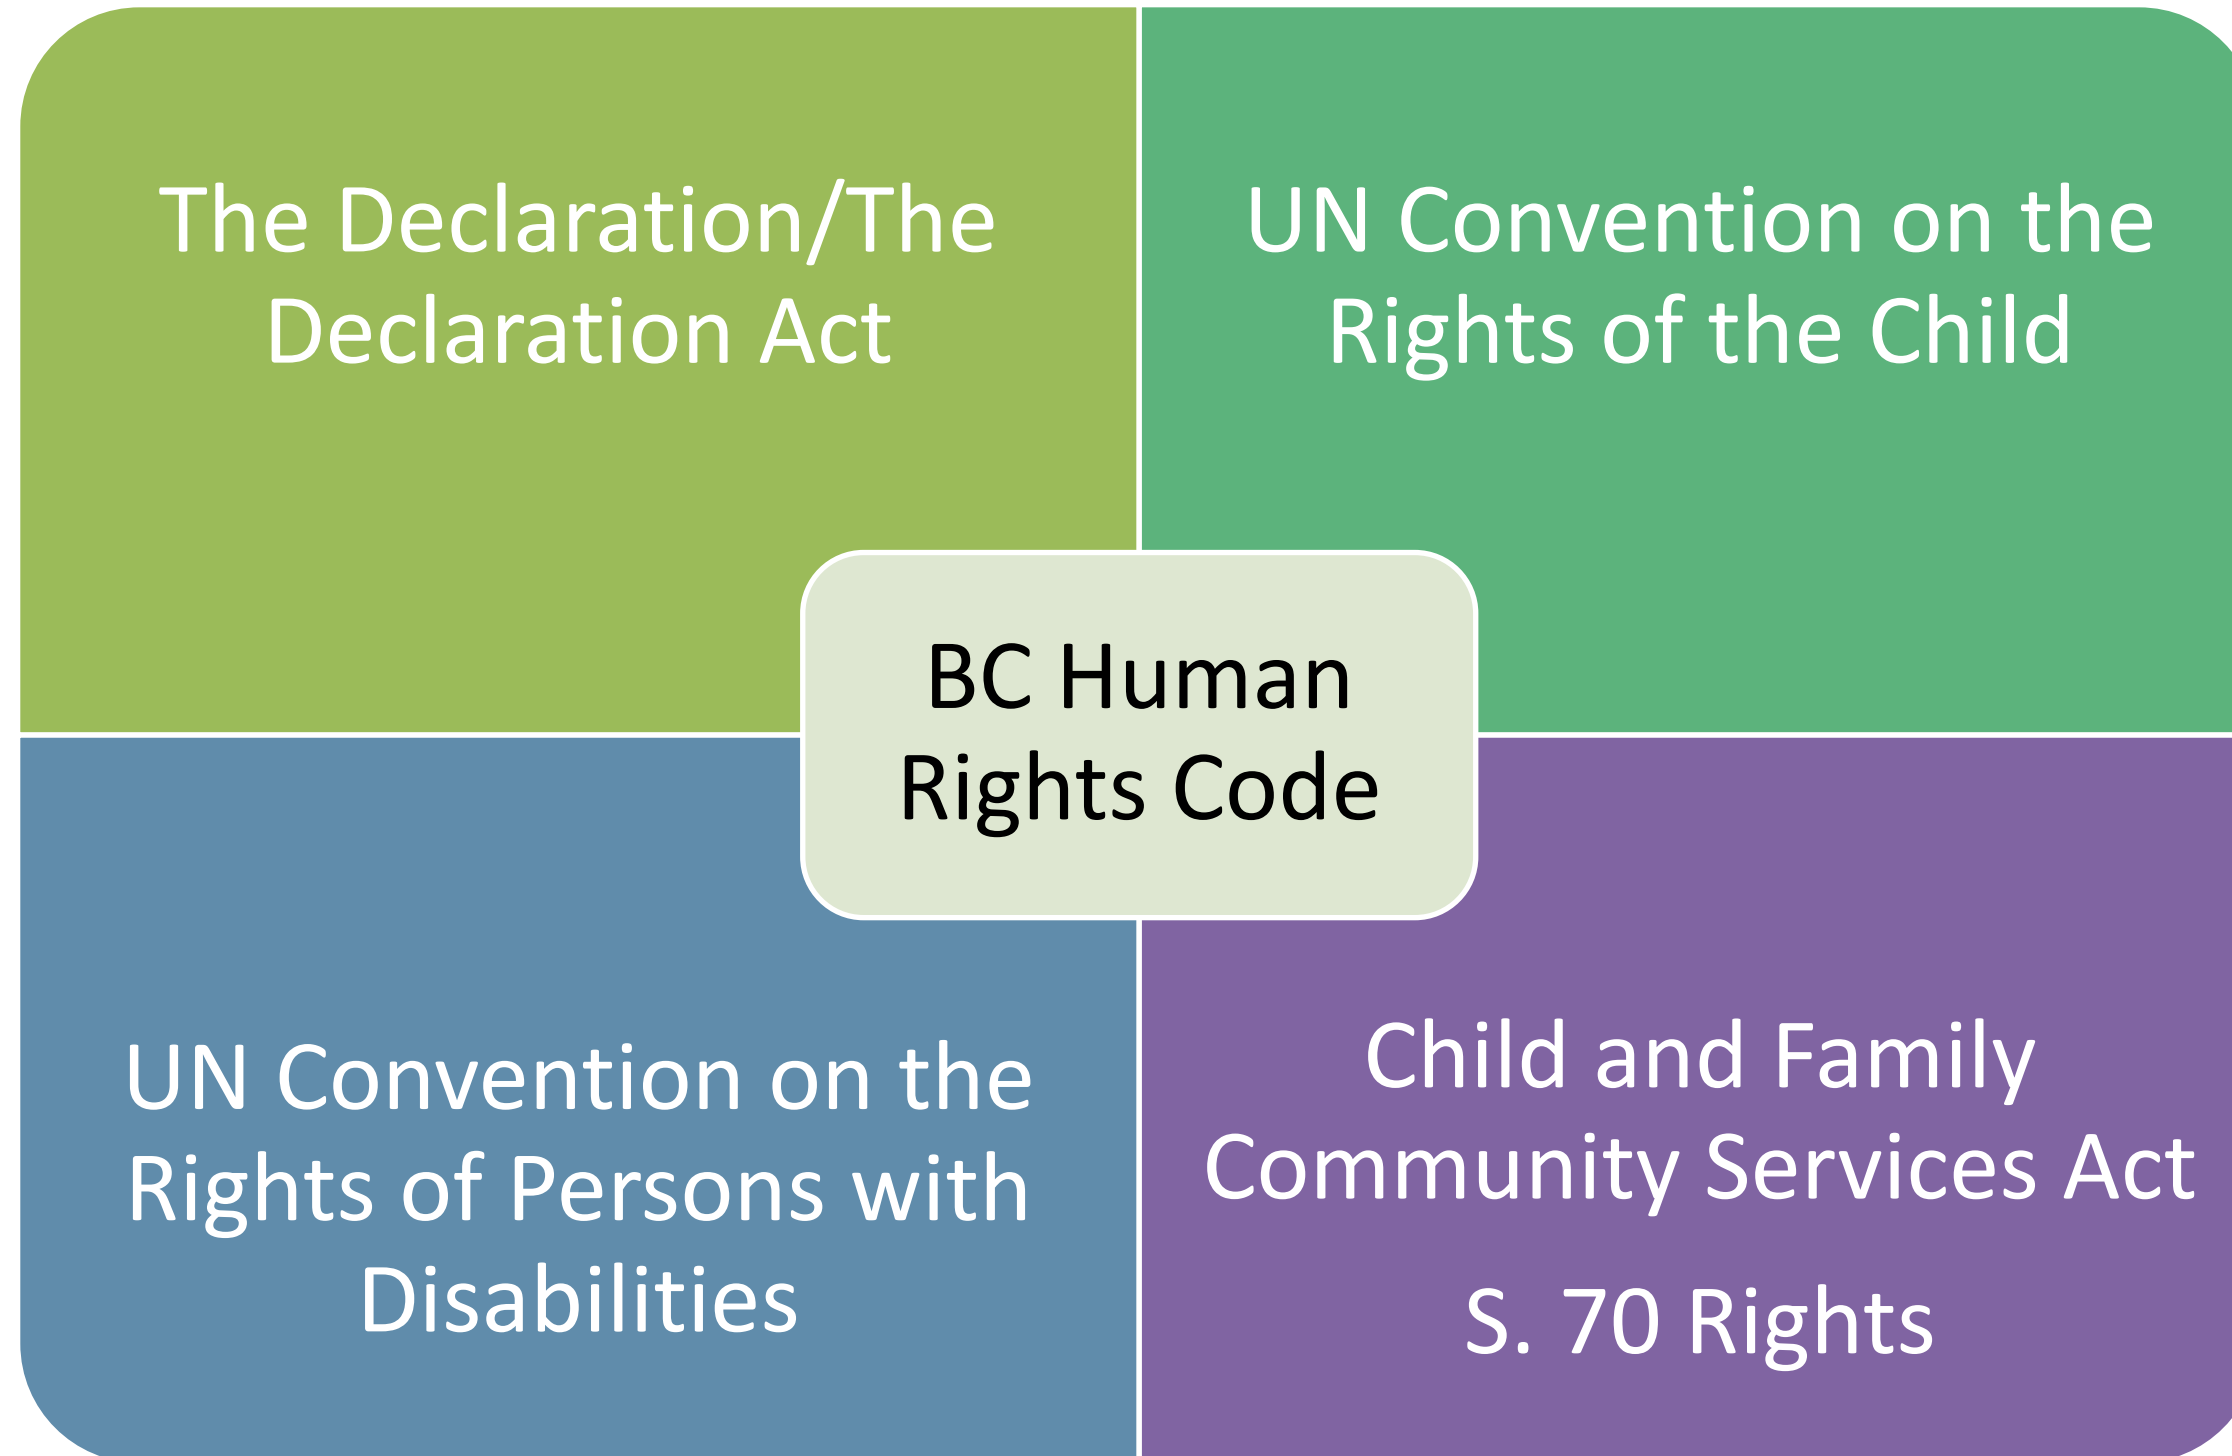 The Declaration/The
Declaration Act
UN Convention on the
Rights of the Child
BC Human
Rights Code
UN Convention on the
Rights of Persons with
Disabilities
Child and Family
Community Services Act
S. 70 Rights